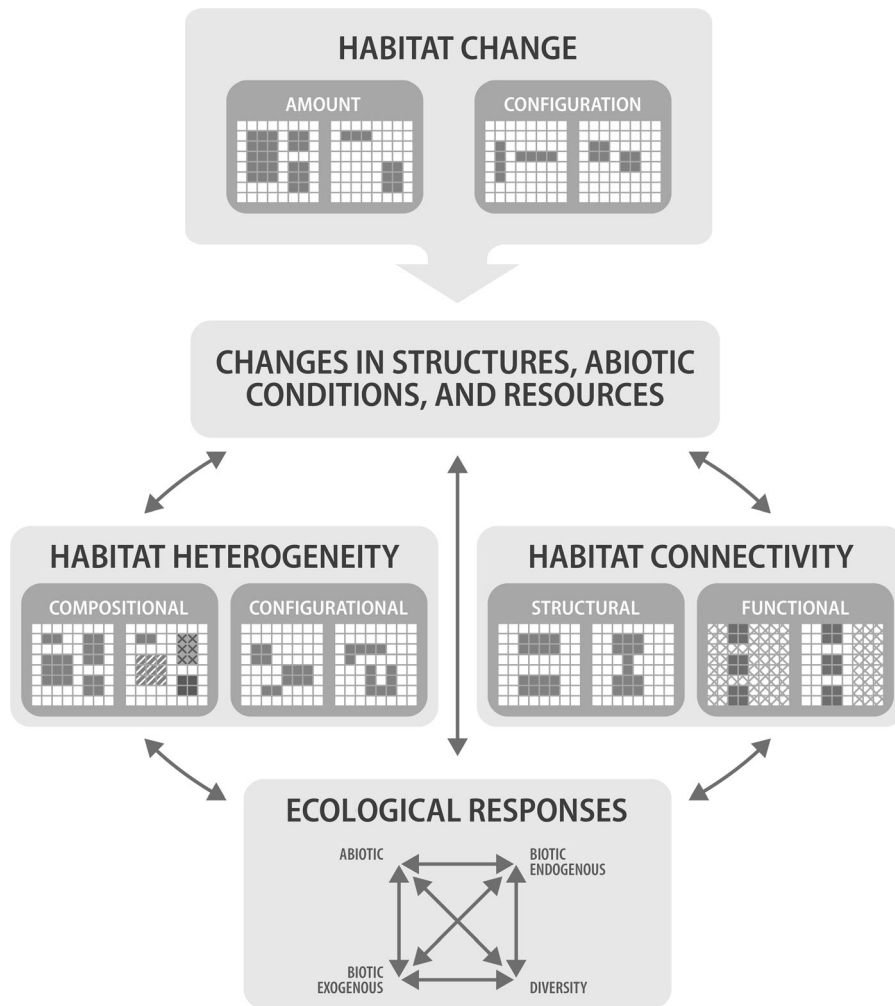 HABITAT CHANGE
AMOUNT
CONFIGURATION
CHANGES IN STRUCTURES, ABIOTIC
CONDITIONS, AND RESOURCES
HABITAT HETEROGENEITY
COMPOSITIONAL
CONFIGURATIONAL
HABITAT CONNECTIVITY
STRUCTURAL
FUNCTIONAL
ECOLOGICAL RESPONSES
ABIOTIC
BIOTIC
ENDOGENOUS
BIOTIC
EXOGENOUS
DIVERSITY